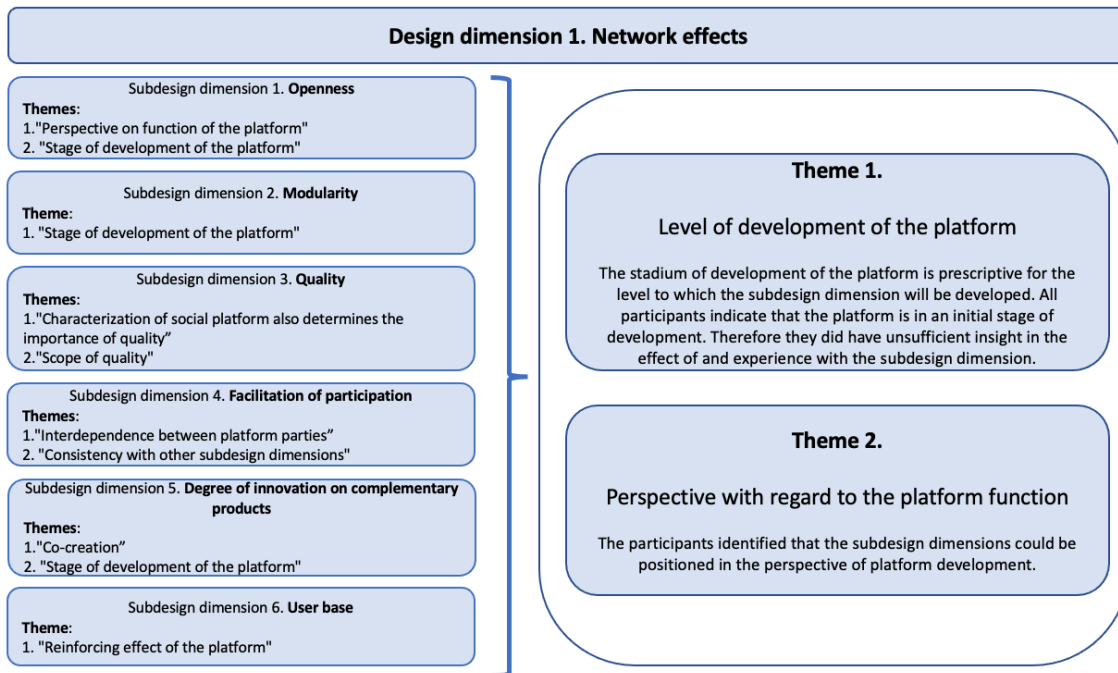 Design dimension 1. Network effects
Subdesign dimension 1. Openness
Themes:
1."Perspective on function of the platform"
2. "Stage of development of the platform"
Subdesign dimension 2. Modularity
Theme:
1. "Stage of development of the platform"
Subdesign dimension 3. Quality
Themes:
1."Characterization of social platform also determines the
importance of quality”
2."Scope of quality"
Subdesign dimension 4. Facilitation of participation
Themes:
1."Interdependence between platform parties”
2. "Consistency with other subdesign dimensions"
Subdesign dimension 5. Degree of innovation on complementary
products
Themes:
1."Co-creation”
2. "Stage of development of the platform"
Subdesign dimension 6. User base
Theme:
1. "Reinforcing effect of the platform"
Theme 1.
Level of development of the platform
The stadium of development of the platform is prescriptive for the
level to which the subdesign dimension will be developed. All
participants indicate that the platform is in an initial stage of
development. Therefore they did have unsufficient insight in the
effect of and experience with the subdesign dimension.
Theme 2.
Perspective with regard to the platform function
The participants identified that the subdesign dimensions could be
positioned in the perspective of platform development.